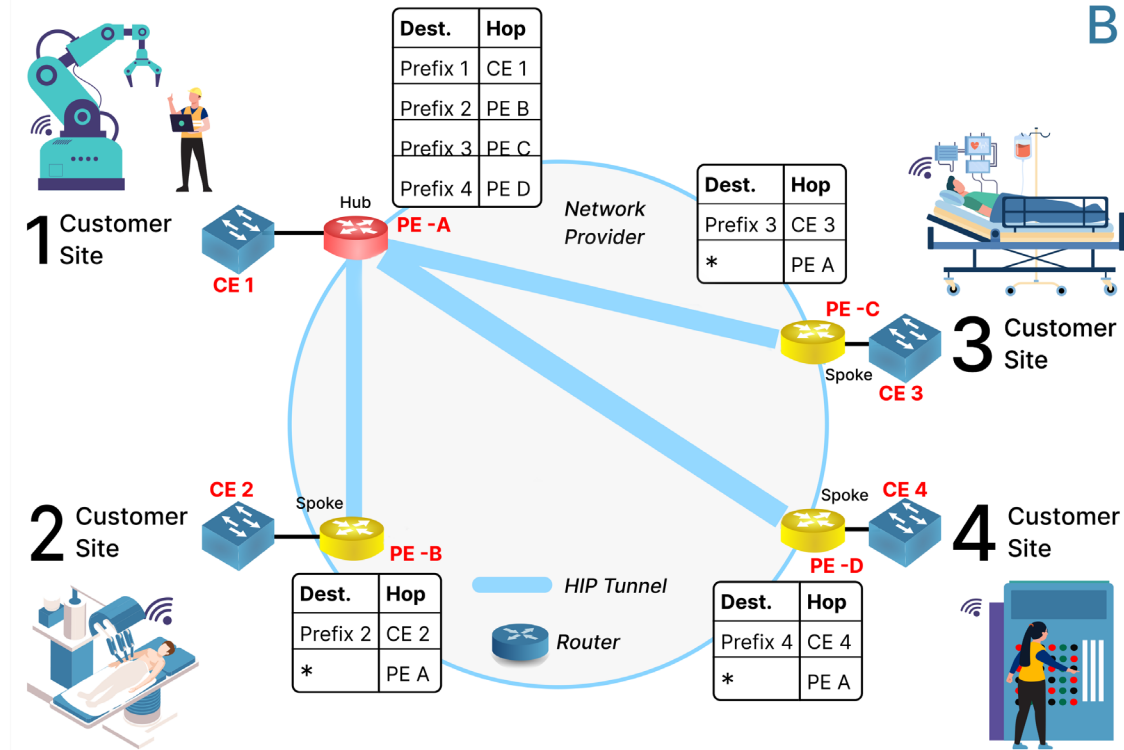 B
Dest. Hop
Prefix 1 CE 1
Prefix 2 PE B
Prefix 3 PE C
Prefix 4 PE D
Hub
PE -A
CE 1
1 Customer
Site
Network
Provider
Dest. Hop
Prefix 3 CE 3
* PE A
PE -C
Spoke
CE 3
3 Customer
Site
CE 2
Spoke
PE -B
2 Customer
Site
Dest. Hop
Prefix 2 CE 2
* PE A
HIP Tunnel
Router
Spoke
CE 4
PE -D
4 Customer
Site
Dest. Hop
Prefix 4 CE 4
* PE A